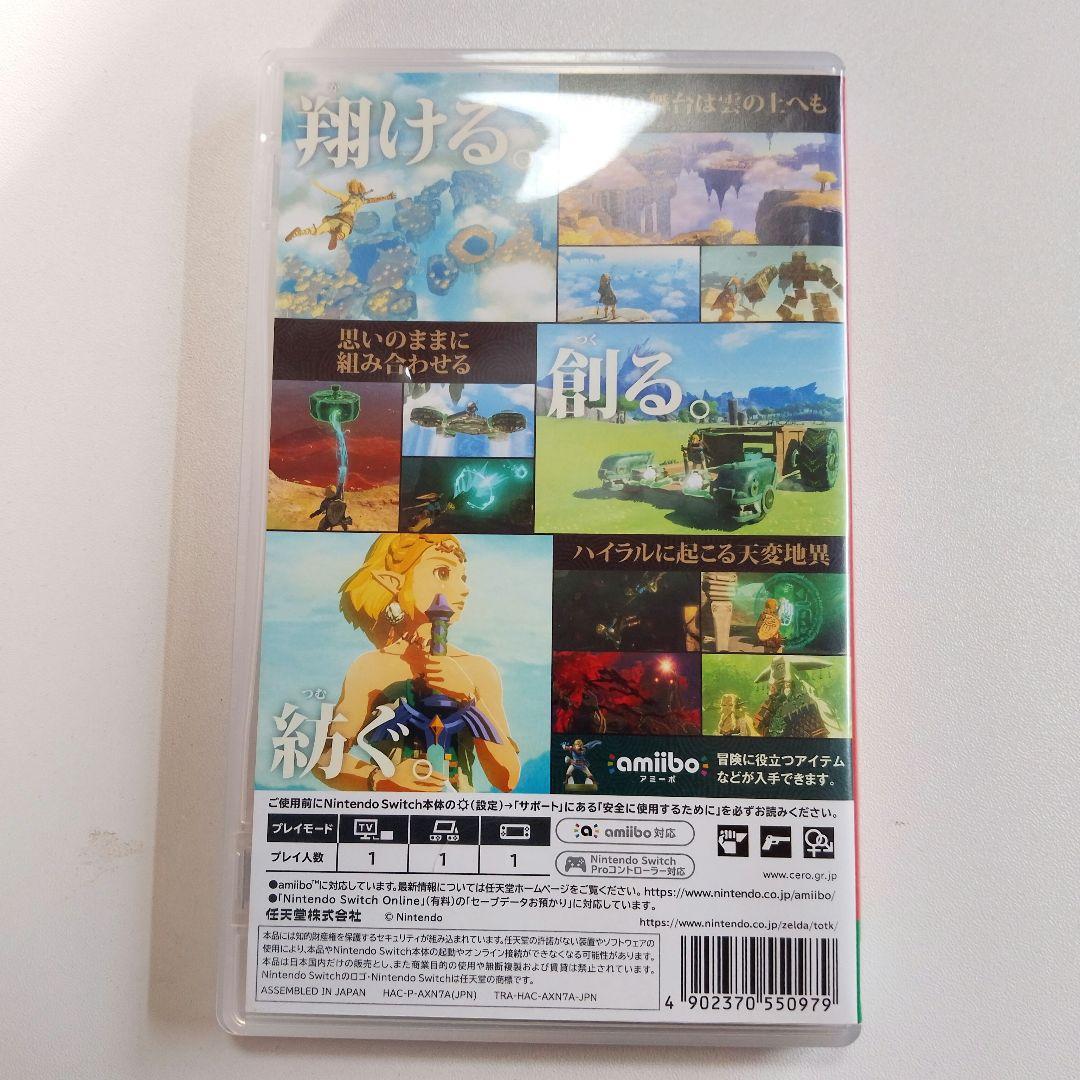 か
翔ける。
舞台は雲の上へも
思いのままに
組み合わせる
つく
創る。
ハイラルに起こる天変地異
つむ
紡ぐ。
amiibo
アミーボ
冒険に役立つアイテム
などが入手できます。
ご使用前にNintendo Switch本体の(設定)→「サポート」にある「安全に使用するために」を必ずお読みください。
プレイモード TV
プレイ人数 1 1 1
amiibo 対応
Nintendo Switch
Proコントローラー対応
www.cero.gr.jp
●amiibo™に対応しています。最新情報については任天堂ホームページをご覧ください。https://www.nintendo.co.jp/amiibo/
●「Nintendo Switch Online」(有料)の「セーブデータお預かり」に対応しています。
任天堂株式会社 © Nintendo
https://www.nintendo.co.jp/zelda/totk/
本品には知的財産権を保護するセキュリティが組み込まれています。任天堂の許諾がない装置やソフトウェアの
使用により、本品やNintendo Switch本体の起動やオンライン接続ができなくなる可能性があります。
本品は日本国内だけの販売とし、また商業目的の使用や無断複製および賃貸は禁止されています。
Nintendo Switchのロゴ・Nintendo Switchは任天堂の商標です。
ASSEMBLED IN JAPAN HAC-P-AXN7A(JPN) TRA-HAC-AXN7A-JPN
4 902370 550979